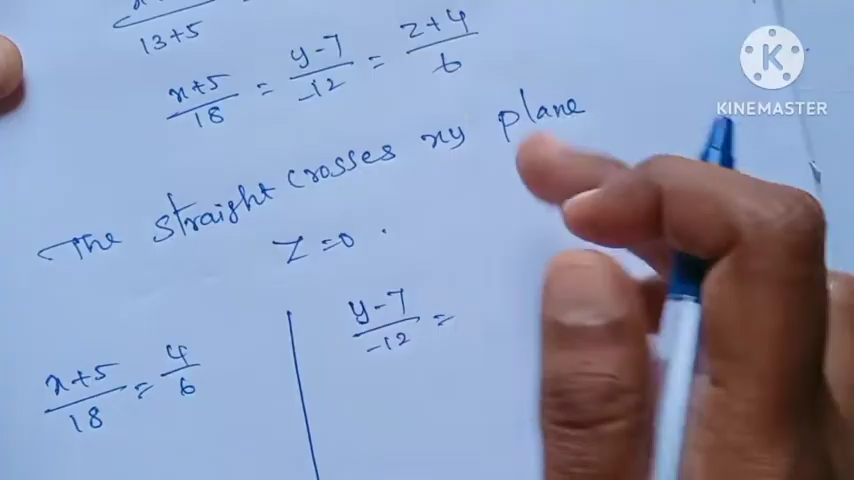 13+5
x+5/18 = y-7/-12 = z+4/6
KINEMASTER
The straight crosses xy plane
Z=0.
x+5/18 = 4/6
y-7/-12 =